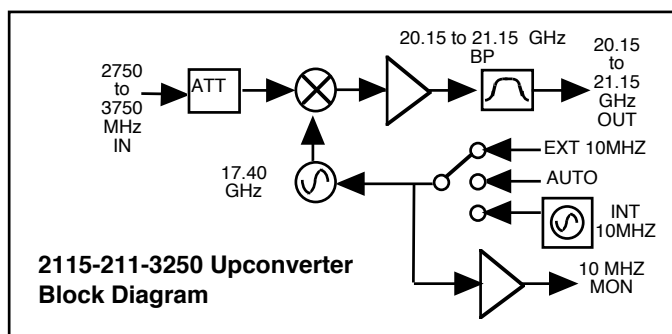 20.15 to 21.15 GHz
BP
20.15
to
21.15
GHz
OUT
2750
to
3750
MHz
IN
ATT
17.40
GHz
EXT 10MHZ
AUTO
INT
10MHZ
10 MHZ
MON
2115-211-3250 Upconverter
Block Diagram